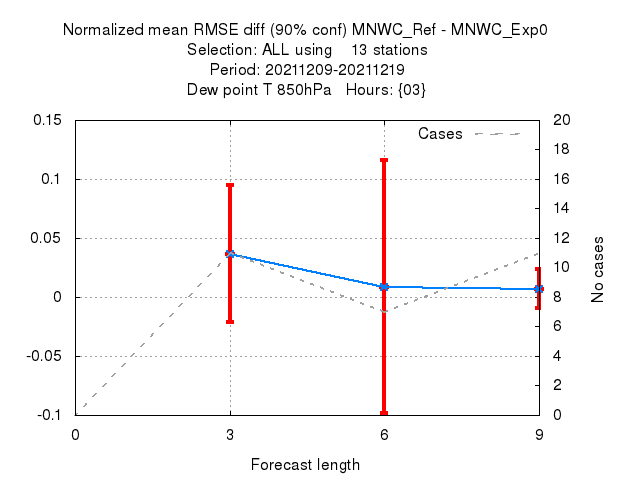 Normalized mean RMSE diff (90% conf) MNWC_Ref - MNWC_Exp0
Selection: ALL using 13 stations
Period: 20211209-20211219
Dew point T 850hPa Hours: {03}
Cases
0.15
0.1
0.05
0
-0.05
-0.1
20
18
16
14
12
10
8
6
4
2
0
No cases
0 3 6 9
Forecast length